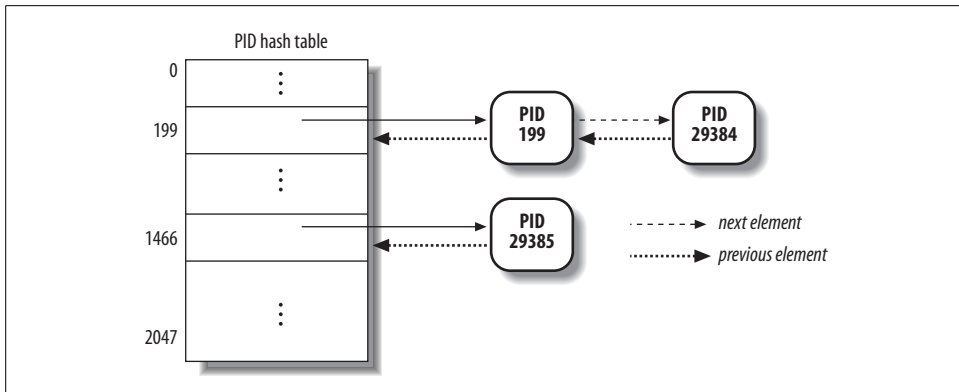 PID hash table
0
199
1466
2047
PID
199
PID
29384
PID
29385
next element
previous element